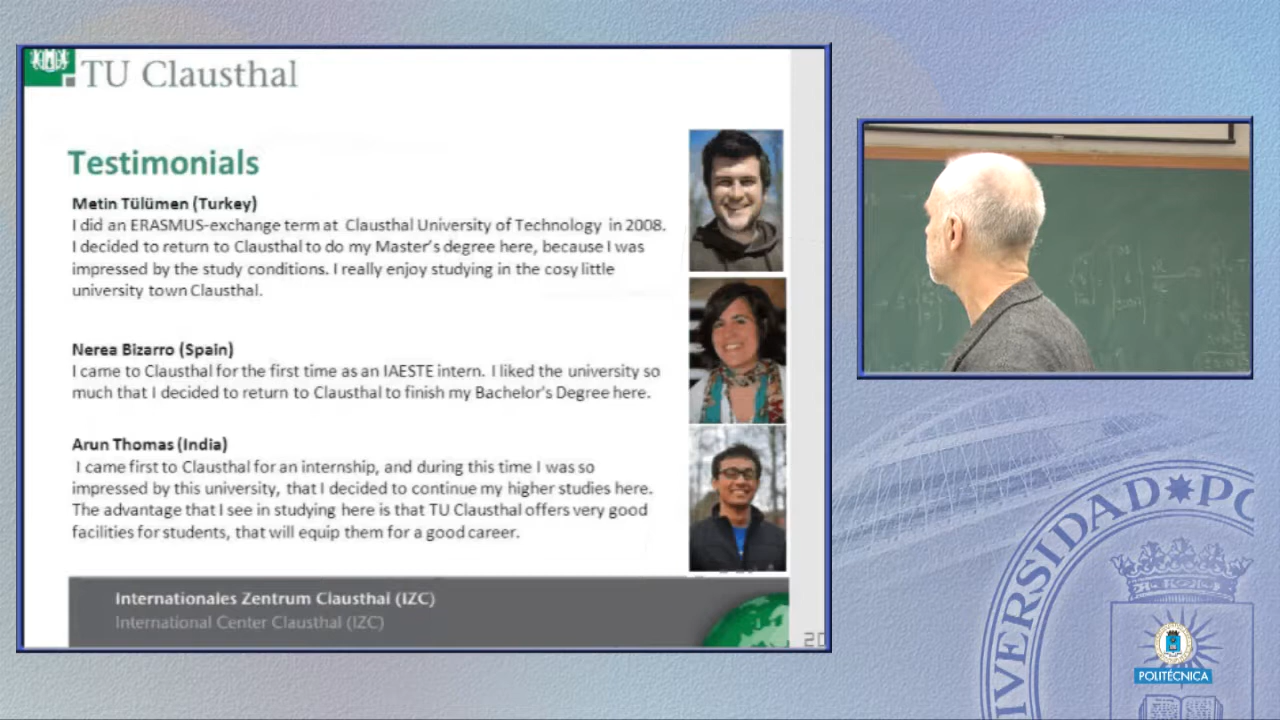 TU Clausthal
Testimonials
Metin Tülümen (Turkey)
I did an ERASMUS-exchange term at Clausthal University of Technology in 2008.
I decided to return to Clausthal to do my Master's degree here, because I was
impressed by the study conditions. I really enjoy studying in the cosy little
university town Clausthal.
Nerea Bizarro (Spain)
I came to Clausthal for the first time as an IAESTE intern. I liked the university so
much that I decided to return to Clausthal to finish my Bachelor's Degree here.
Arun Thomas (India)
I came first to Clausthal for an internship, and during this time I was so
impressed by this university, that I decided to continue my higher studies here.
The advantage that I see in studying here is that TU Clausthal offers very good
facilities for students, that will equip them for a good career.
Internationales Zentrum Clausthal (IZC)
International Center Clausthal (IZC)
20
UNIVERSIDAD PO
POLITÉCNICA